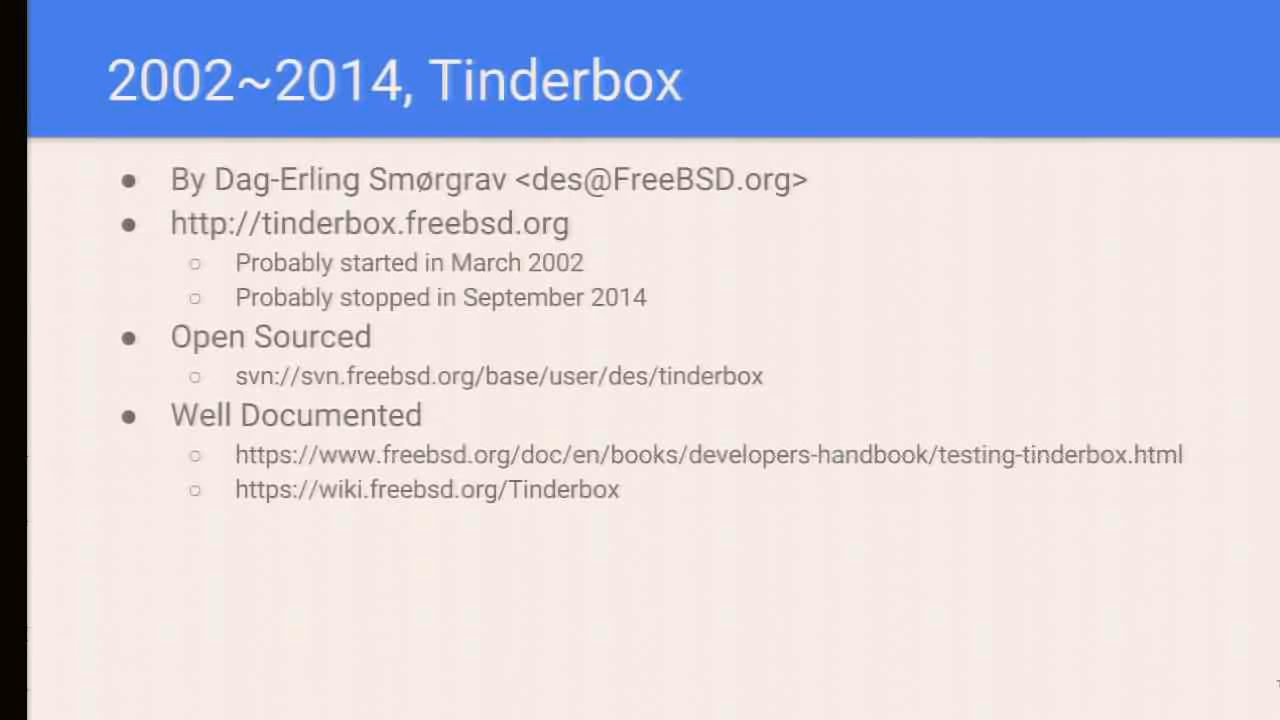 2002~2014, Tinderbox
● By Dag-Erling Smørgrav <des@FreeBSD.org>
● http://tinderbox.freebsd.org
○ Probably started in March 2002
○ Probably stopped in September 2014
● Open Sourced
○ svn://svn.freebsd.org/base/user/des/tinderbox
● Well Documented
○ https://www.freebsd.org/doc/en/books/developers-handbook/testing-tinderbox.html
○ https://wiki.freebsd.org/Tinderbox